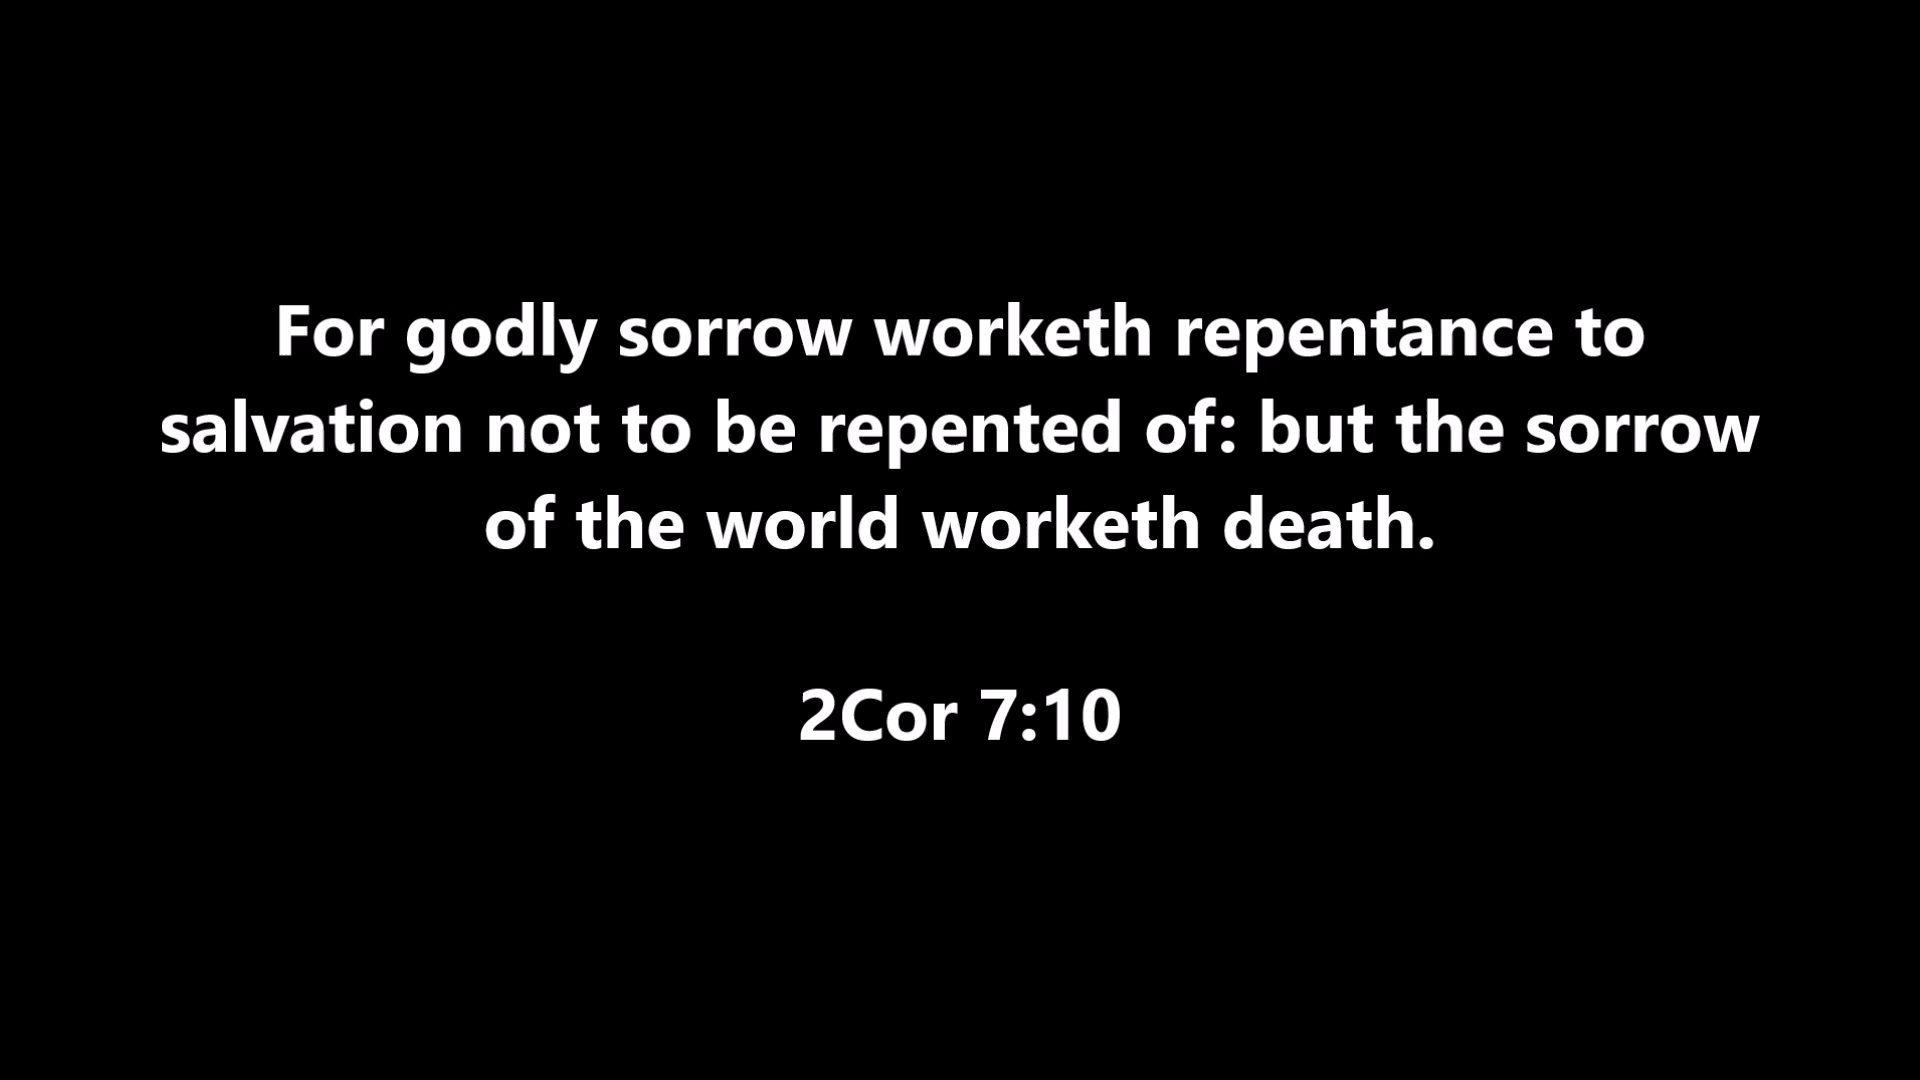 For godly sorrow worketh repentance to
salvation not to be repented of: but the sorrow
of the world worketh death.
2Cor 7:10